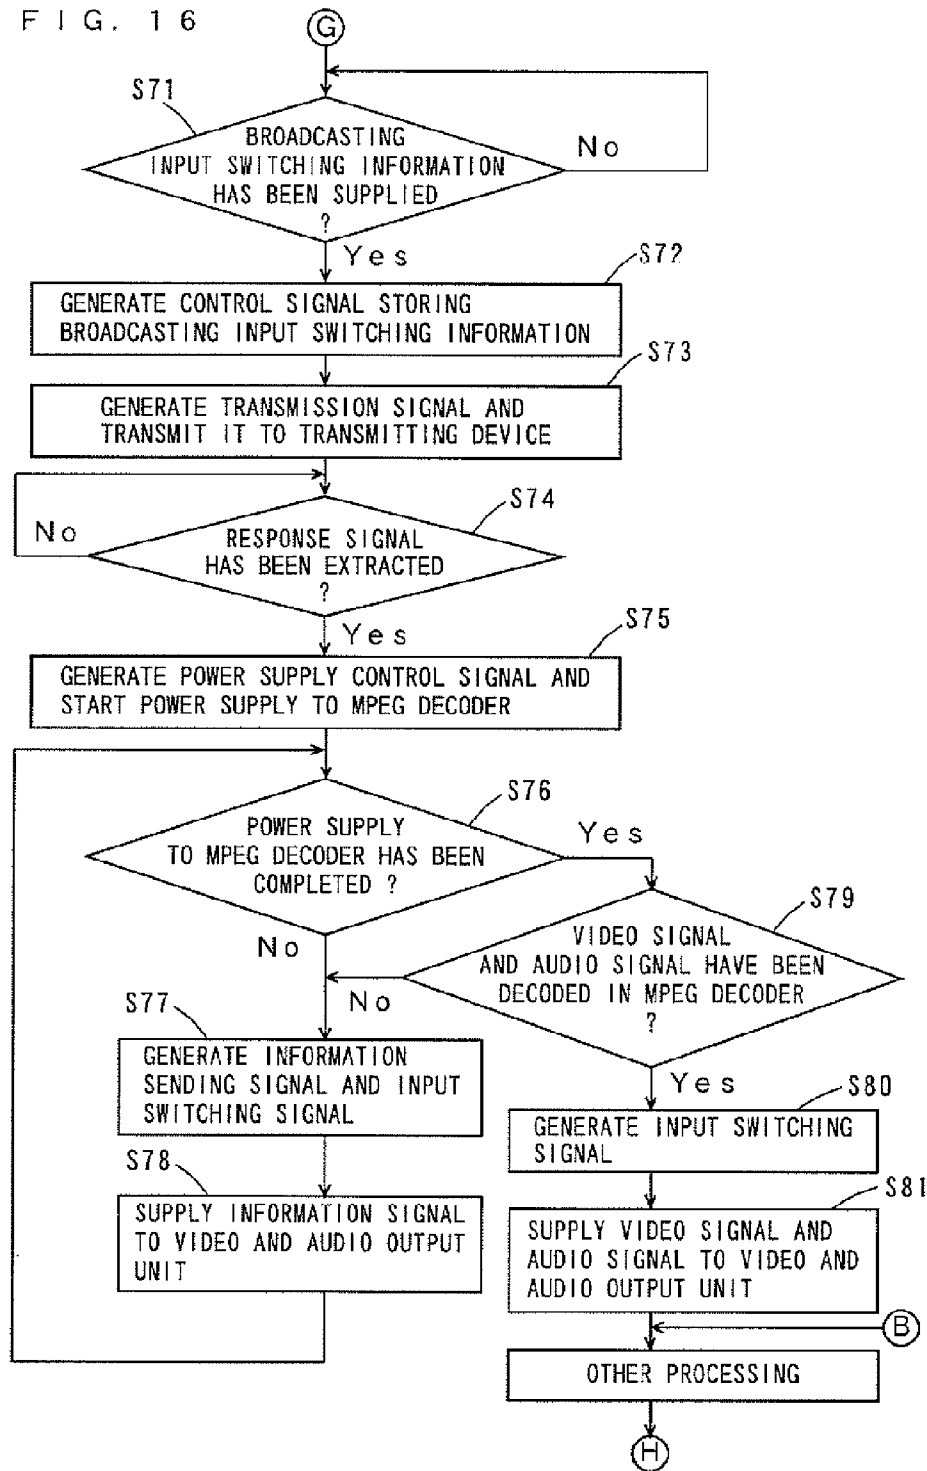 FIG. 16
G
S71
BROADCASTING
INPUT SWITCHING INFORMATION
HAS BEEN SUPPLIED
?
No
Yes
S72
GENERATE CONTROL SIGNAL STORING
BROADCASTING INPUT SWITCHING INFORMATION
S73
GENERATE TRANSMISSION SIGNAL AND
TRANSMIT IT TO TRANSMITTING DEVICE
S74
No
RESPONSE SIGNAL
HAS BEEN EXTRACTED
?
Yes
S75
GENERATE POWER SUPPLY CONTROL SIGNAL AND
START POWER SUPPLY TO MPEG DECODER
S76
POWER SUPPLY
TO MPEG DECODER HAS BEEN
COMPLETED ?
Yes
No
S79
VIDEO SIGNAL
AND AUDIO SIGNAL HAVE BEEN
DECODED IN MPEG DECODER
?
No
Yes
S77
GENERATE INFORMATION
SENDING SIGNAL AND INPUT
SWITCHING SIGNAL
S78
SUPPLY INFORMATION SIGNAL
TO VIDEO AND AUDIO OUTPUT
UNIT
S80
GENERATE INPUT SWITCHING
SIGNAL
S81
SUPPLY VIDEO SIGNAL AND
AUDIO SIGNAL TO VIDEO AND
AUDIO OUTPUT UNIT
B
OTHER PROCESSING
H